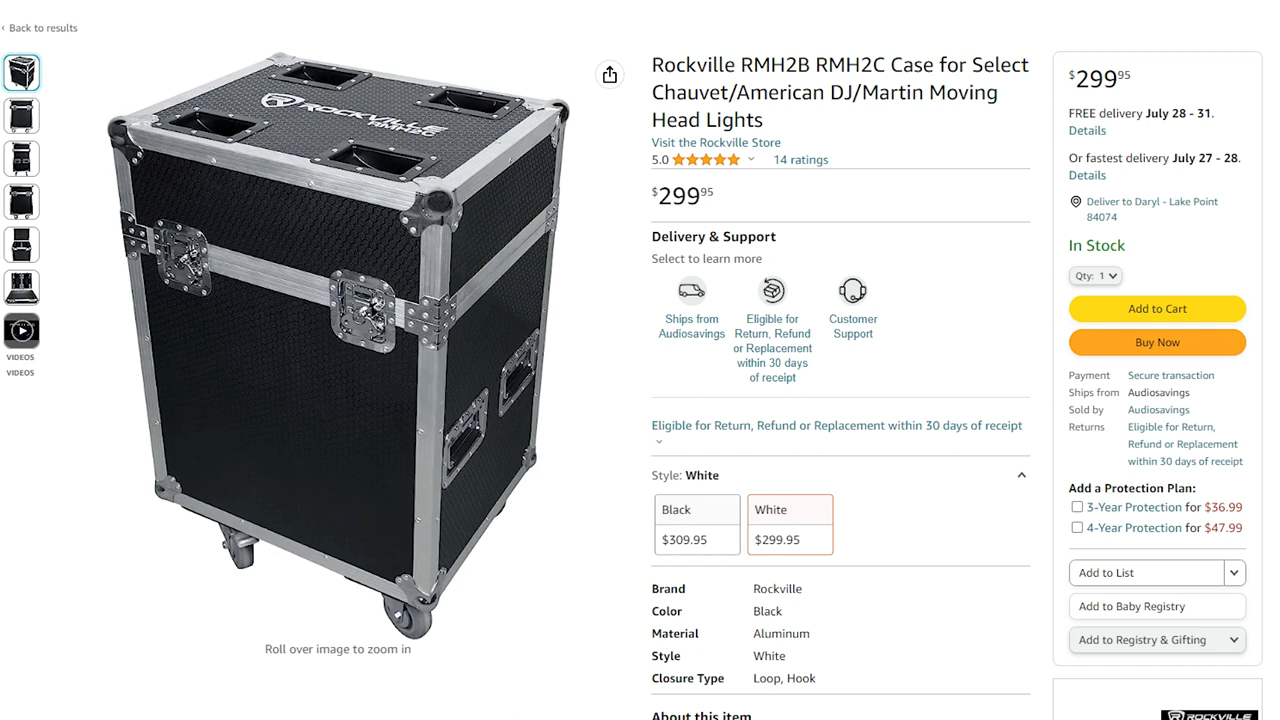 ‹ Back to results
ROCKVILLE
Rockville RMH2B RMH2C Case for Select
Chauvet/American DJ/Martin Moving
Head Lights
Visit the Rockville Store
5.0
14 ratings
$299.95
Delivery & Support
Select to learn more
Ships from
Audiosavings
Eligible for
Return, Refund
or Replacement
within 30 days
of receipt
Customer
Support
Eligible for Return, Refund or Replacement within 30 days of receipt
Style: White
Black
$309.95
White
$299.95
Brand Rockville
Color Black
Material Aluminum
Style White
Closure Type Loop, Hook
About this item
VIDEOS
VIDEOS
Roll over image to zoom in
$299.95
FREE delivery July 28 - 31.
Details
Or fastest delivery July 27 - 28.
Details
Deliver to Daryl - Lake Point
84074
In Stock
Qty: 1
Add to Cart
Buy Now
Payment Secure transaction
Ships from Audiosavings
Sold by Audiosavings
Returns Eligible for Return,
Refund or Replacement
within 30 days of receipt
Add a Protection Plan:
3-Year Protection for $36.99
4-Year Protection for $47.99
Add to List
Add to Baby Registry
Add to Registry & Gifting
ROCKVILLE